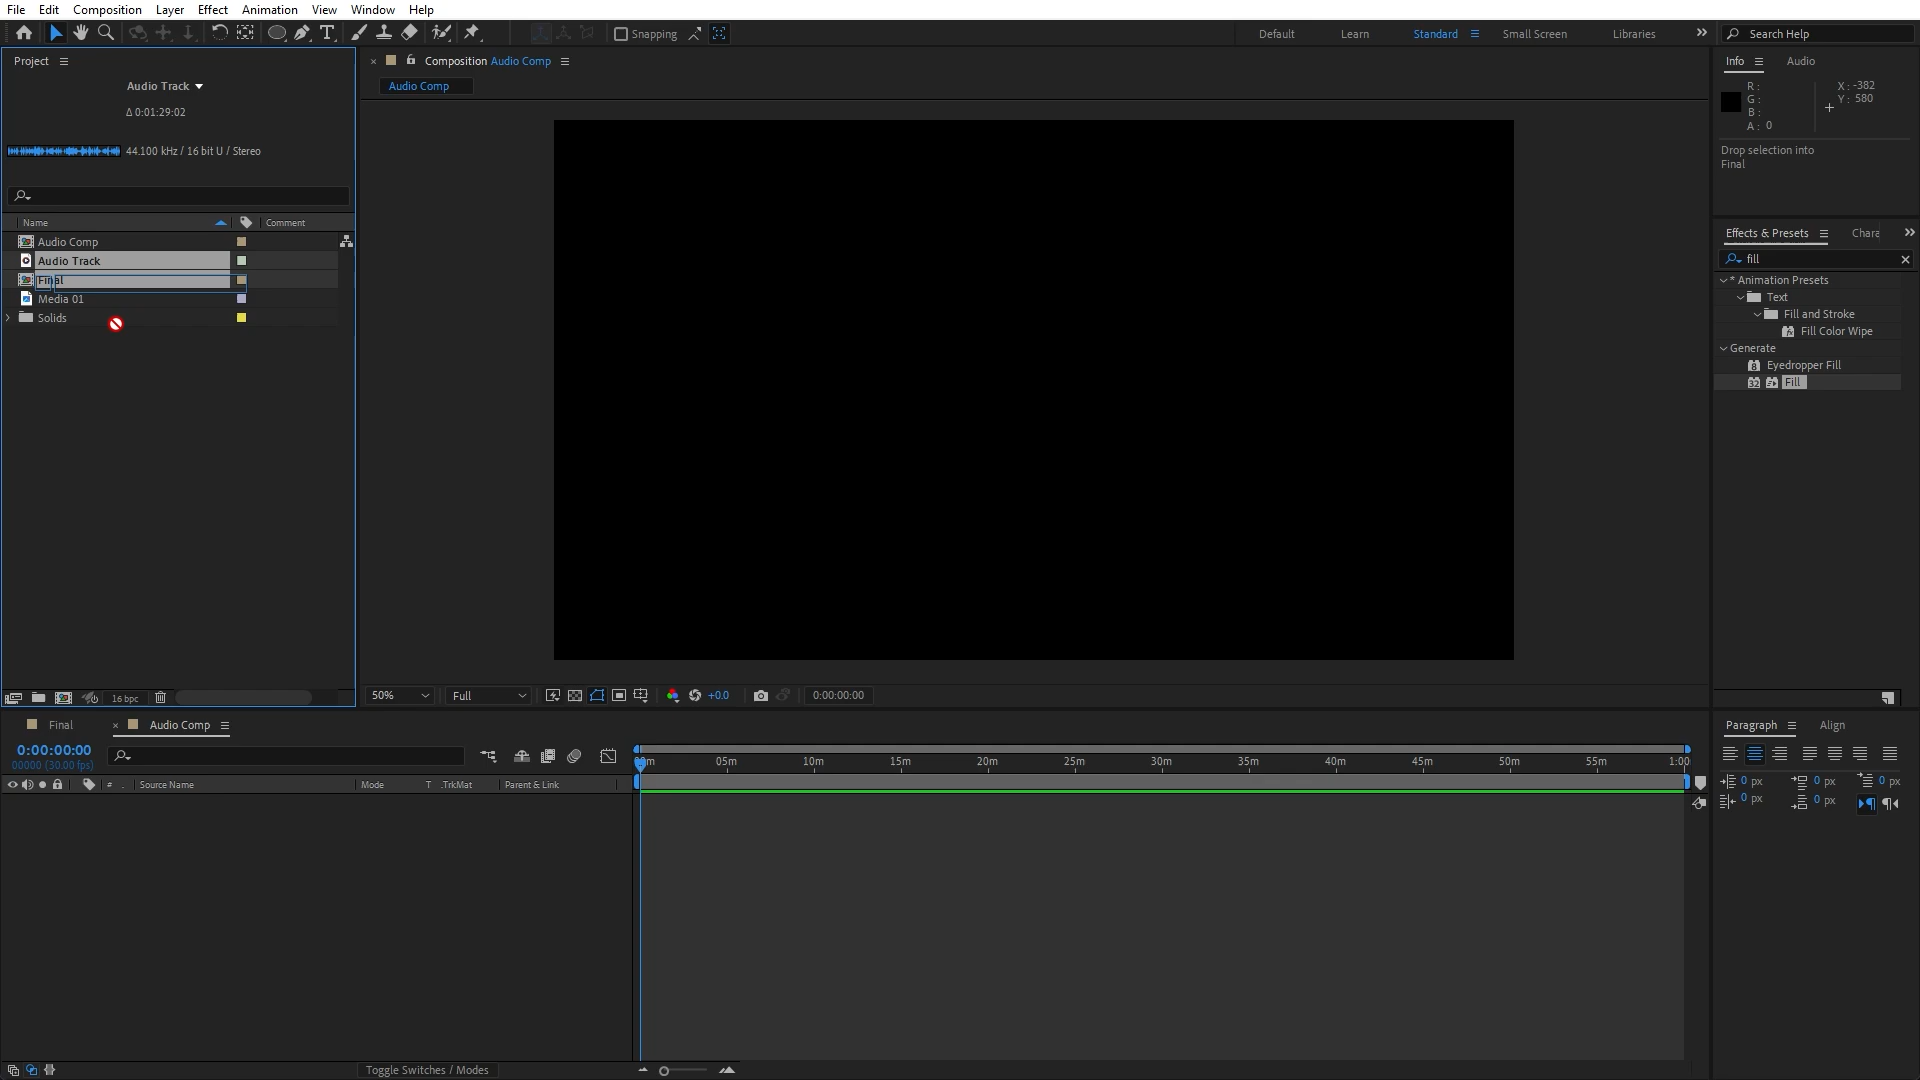 File Edit Composition Layer Effect Animation View Window Help
Snapping Default Learn Standard Small Screen Libraries Search Help
Project
Audio Track
Δ 0:01:29:02
44.100 kHz / 16 bit U / Stereo
Name Comment
Audio Comp
Audio Track
Final
Media 01
Solids
16 bpc
Composition Audio Comp
Audio Comp
50% Full +0.0 0:00:00:00
Info Audio
R :
G :
B :
A : 0
X : -382
Y : 580
Drop selection into
Final
Effects & Presets Chara
fill
* Animation Presets
Text
Fill and Stroke
Fill Color Wipe
Generate
Eyedropper Fill
Fill
Final Audio Comp
0:00:00:00
00000 (30.00 fps)
# . Source Name Mode T .TrkMat Parent & Link
05m 10m 15m 20m 25m 30m 35m 40m 45m 50m 55m 1:00
Toggle Switches / Modes
Paragraph Align
0 px 0 px 0 px
0 px 0 px